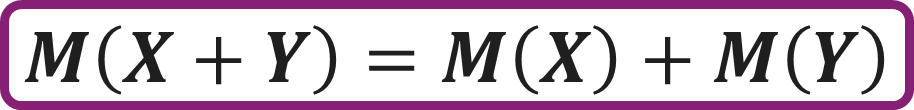 M(X + Y) = M(X) + M(Y)